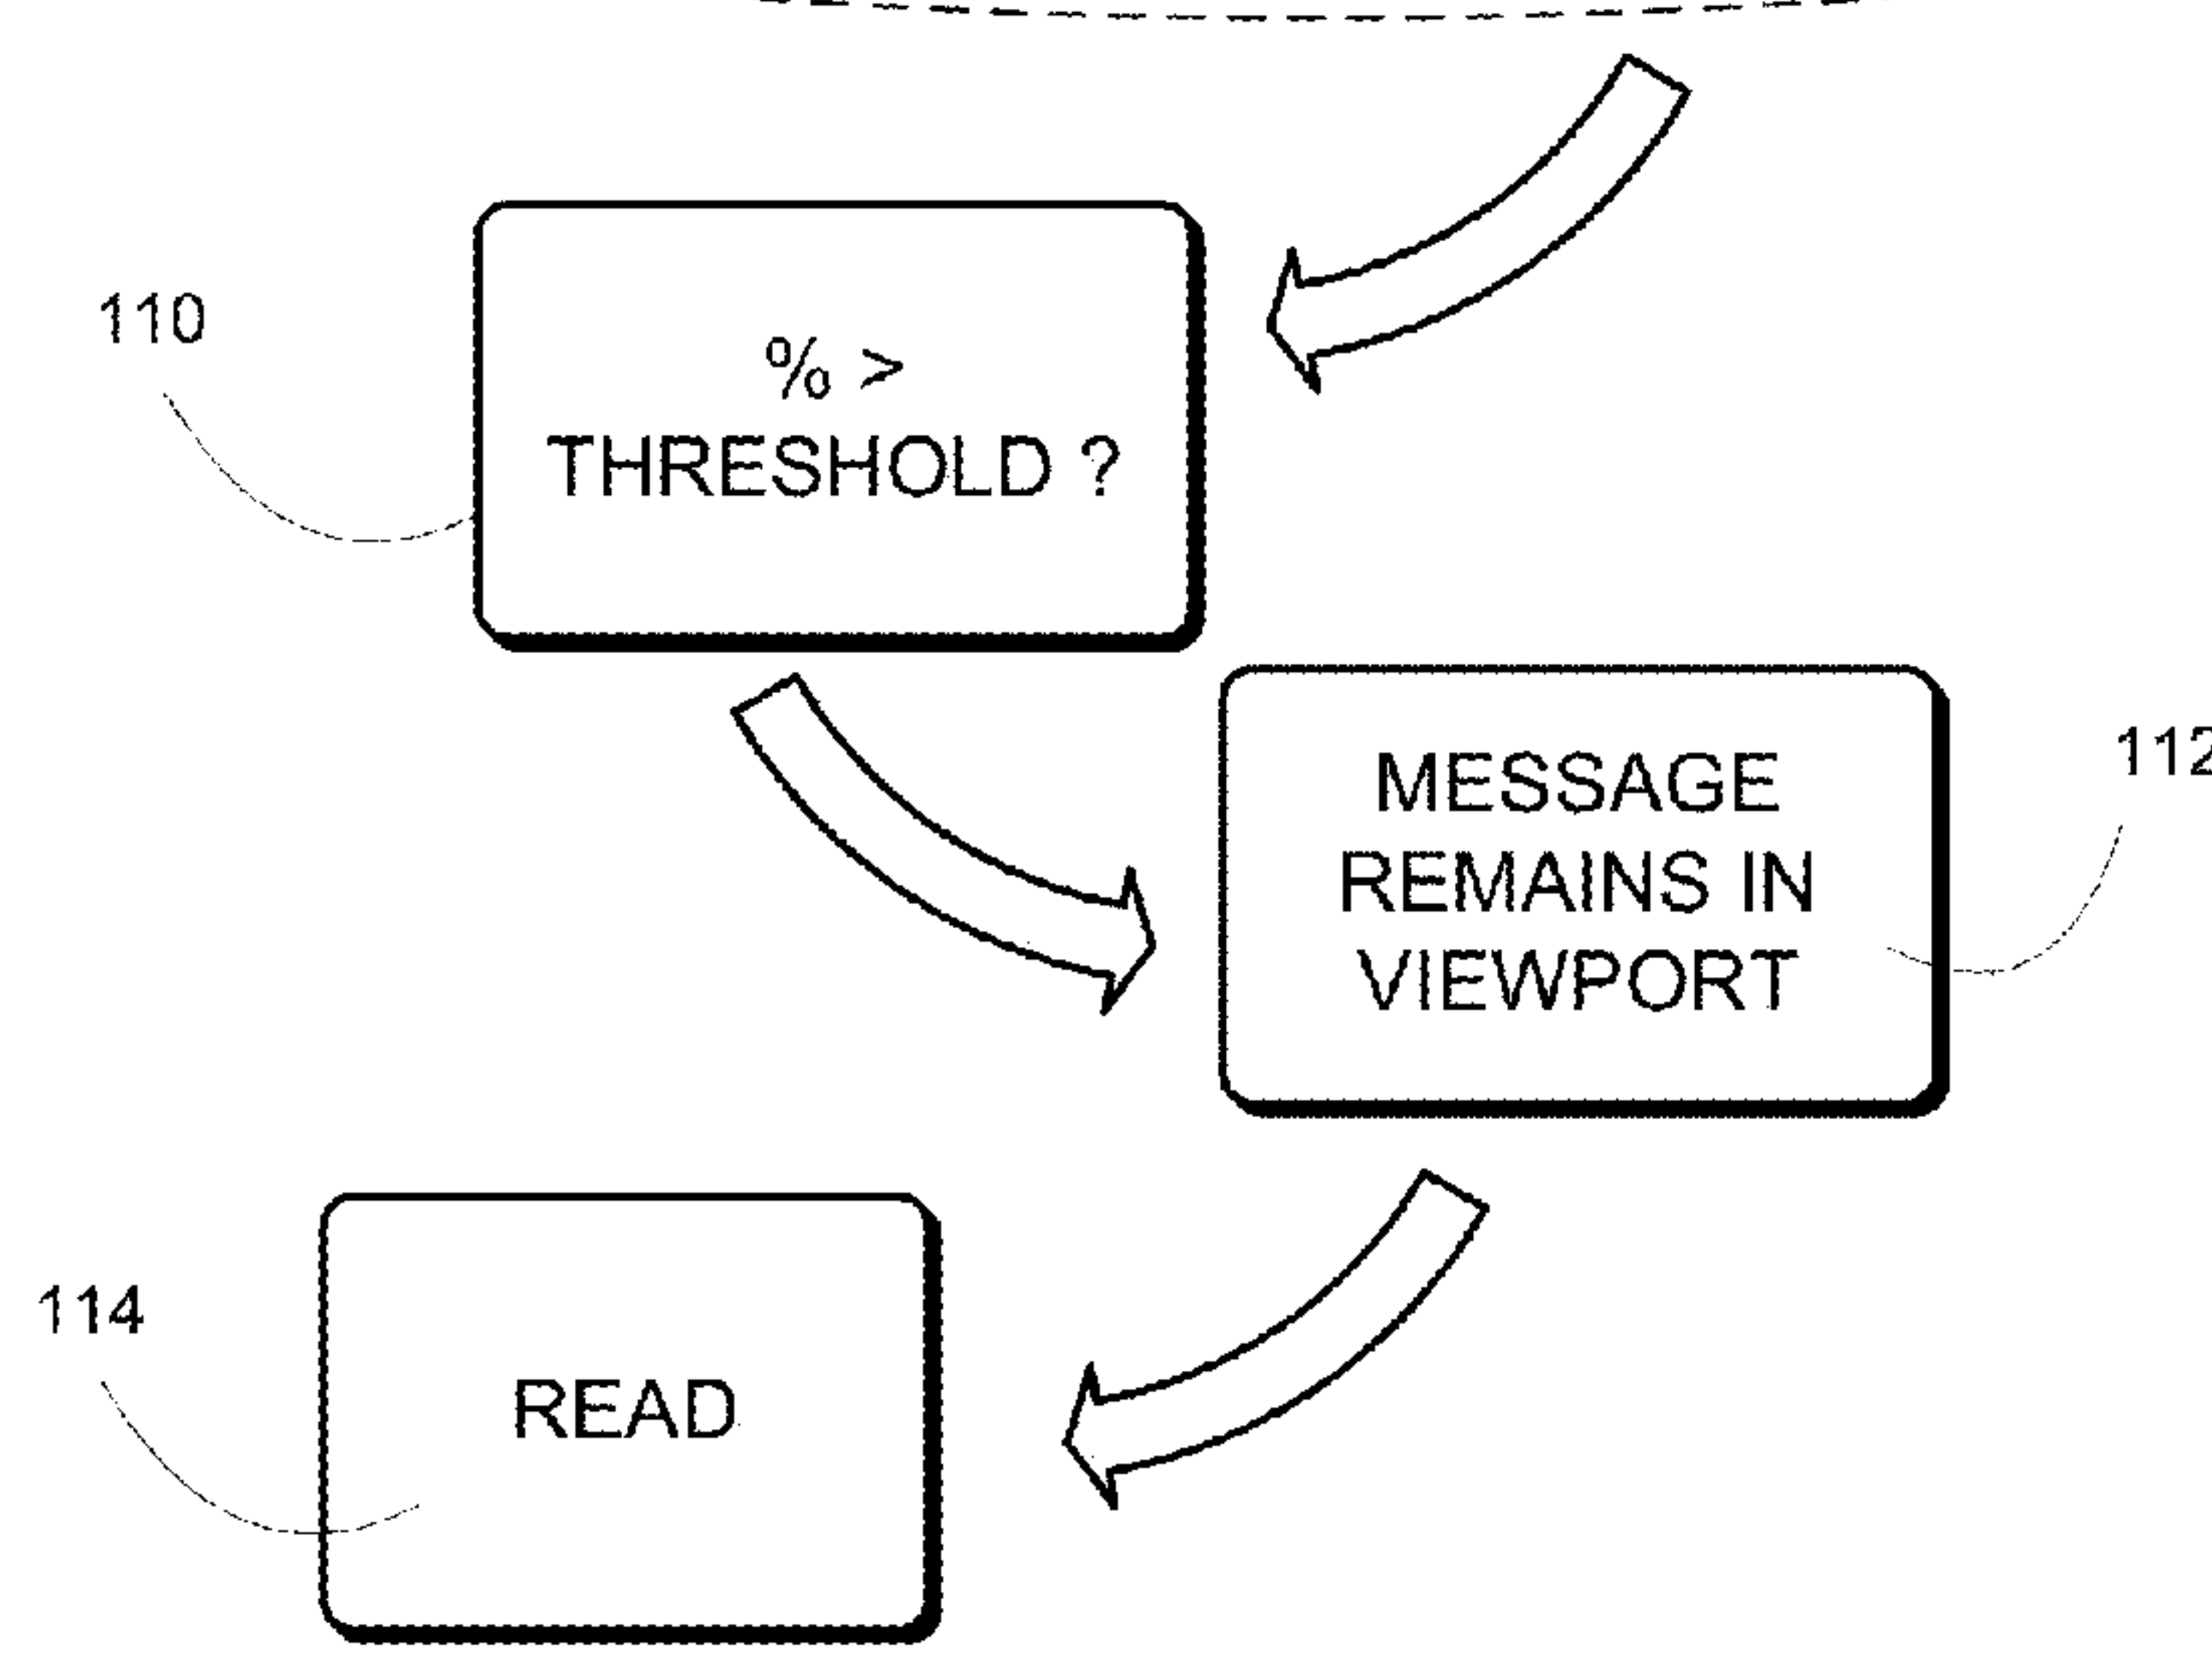 110
% >
THRESHOLD ?
MESSAGE
REMAINS IN
VIEWPORT
112
114
READ